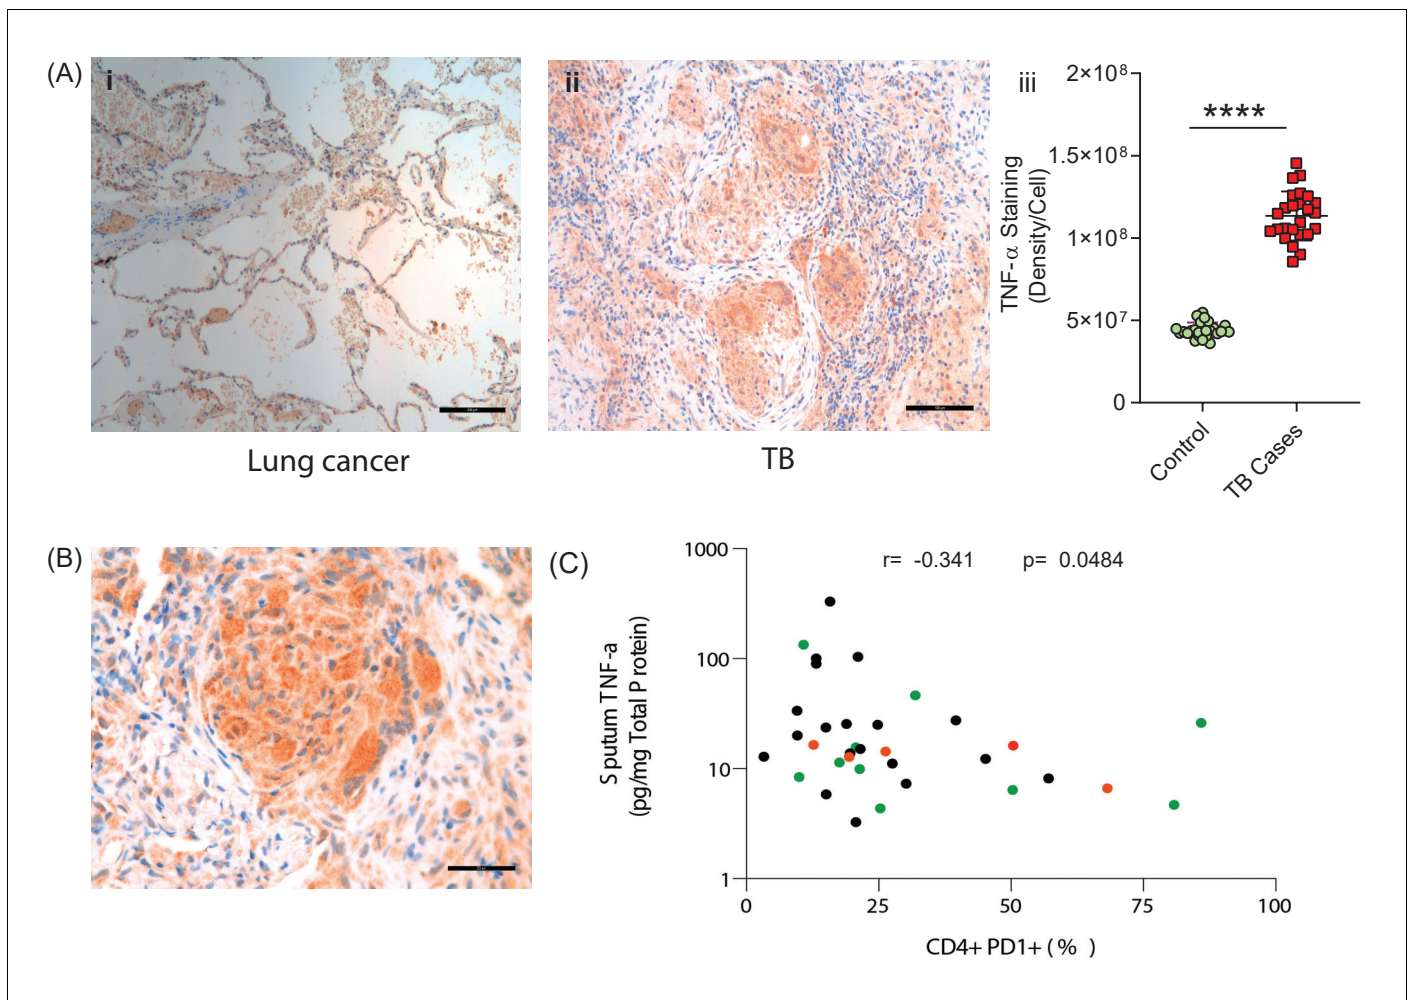 (A)
i
ii
iii
Lung cancer
TB
2×10⁸
1.5×10⁸
1×10⁸
5×10⁷
0
****
TNF-α Staining
(Density/Cell)
Control
TB Cases
(B)
(C)
r= -0.341 p= 0.0484
1000
100
10
1
Sputum TNF-a
(pg/mg Total Protein)
0 25 50 75 100
CD4+ PD1+ ( % )